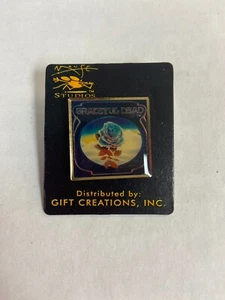 STUDIOS
GRATEFUL DEAD
Distributed by:
GIFT CREATIONS, INC.